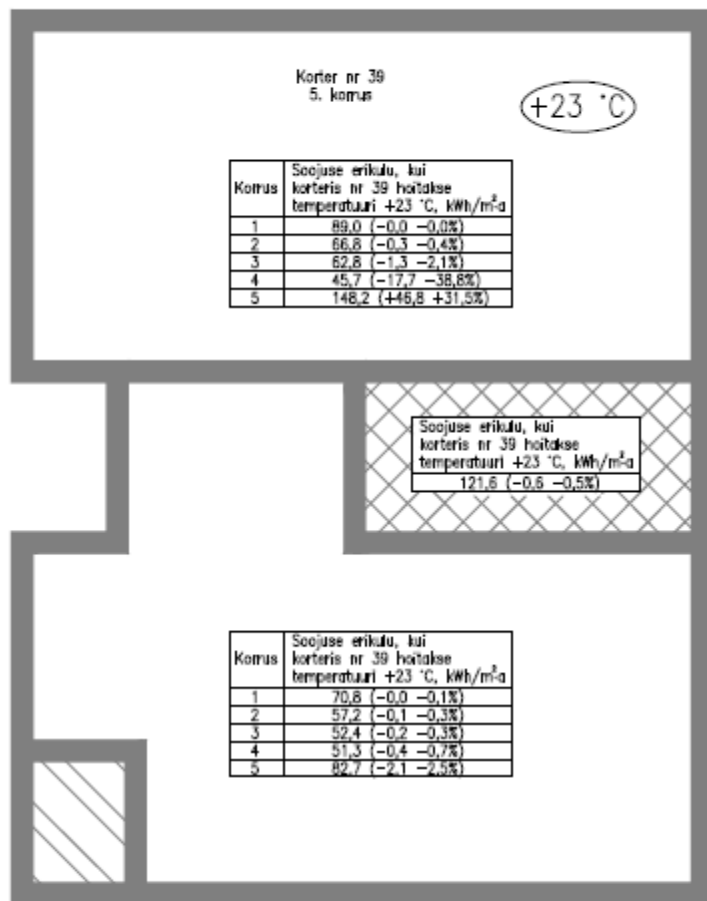 Korter nr 39
5. korrus
+23 °C
Korrus Soojuse erikulu, kui
korteris nr 39 hoitakse
temperatuuri +23 °C, kWh/m²·a
1 89,0 (-0,0 -0,0%)
2 66,8 (-0,3 -0,4%)
3 62,8 (-1,3 -2,1%)
4 45,7 (-17,7 -38,8%)
5 148,2 (+46,8 +31,5%)
Soojuse erikulu, kui
korteris nr 39 hoitakse
temperatuuri +23 °C, kWh/m²·a
121,6 (-0,6 -0,5%)
Korrus Soojuse erikulu, kui
korteris nr 39 hoitakse
temperatuuri +23 °C, kWh/m²·a
1 70,8 (-0,0 -0,1%)
2 57,2 (-0,1 -0,3%)
3 52,4 (-0,2 -0,3%)
4 51,3 (-0,4 -0,7%)
5 82,7 (-2,1 -2,5%)